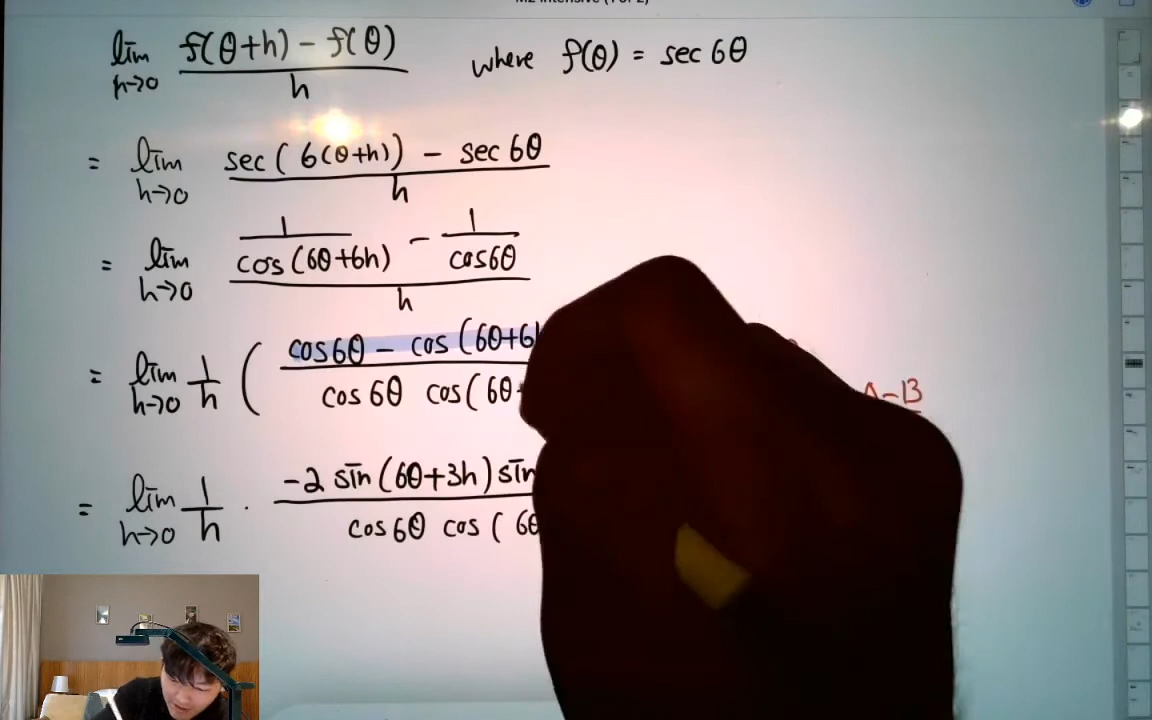 lim f(θ+h) - f(θ) where f(θ) = sec 6θ
h→0 h
= lim sec(6(θ+h)) - sec 6θ
h→0 h
= lim 1/cos(6θ+6h) - 1/cos6θ
h→0 h
= lim 1/h ( cos6θ - cos (6θ+6
h→0 cos 6θ cos(6θ
A-B
= lim 1/h · -2 sin(6θ+3h) sin
h→0 cos6θ cos ( 6θ